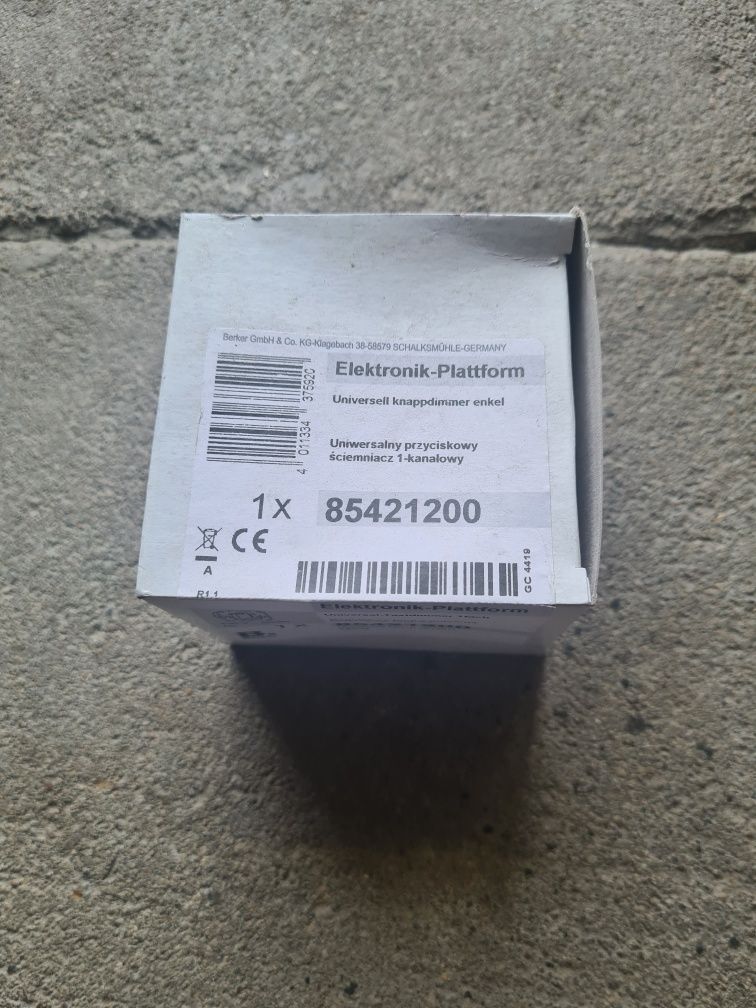 Berker GmbH & Co. KG-Klagebach 38-58579 SCHALKSMÜHLE-GERMANY
Elektronik-Plattform
Universell knappdimmer enkel
Uniwersalny przyciskowy
ściemniacz 1-kanałowy
4 011334 375920
1x 85421200
CE
A
R1.1
GC 4419
Elektronik-Plattform